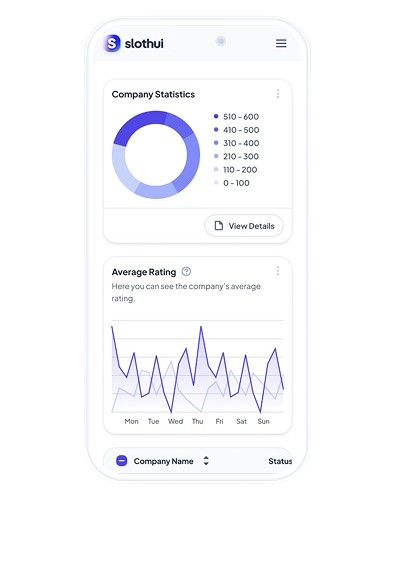 S slothui
Company Statistics
510 - 600
410 - 500
310 - 400
210 - 300
110 - 200
0 - 100
View Details
Average Rating
Here you can see the company's average
rating.
Mon Tue Wed Thu Fri Sat Sun
Company Name Status